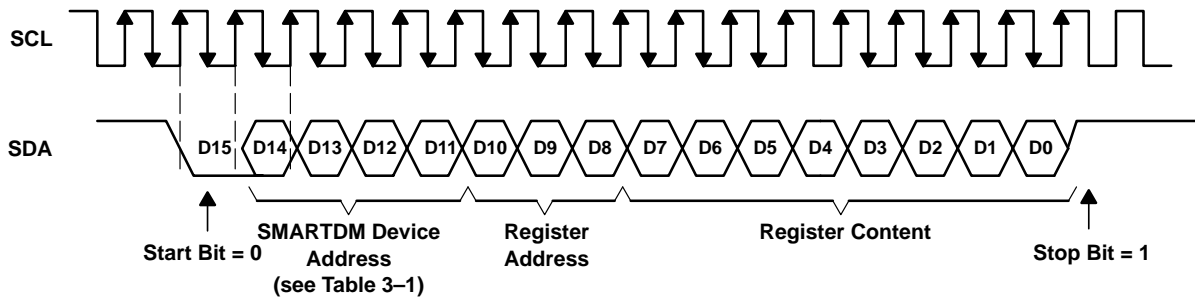 SCL
SDA
D15 D14 D13 D12 D11 D10 D9 D8 D7 D6 D5 D4 D3 D2 D1 D0
Start Bit = 0
SMARTDM Device
Address
(see Table 3–1)
Register
Address
Register Content
Stop Bit = 1